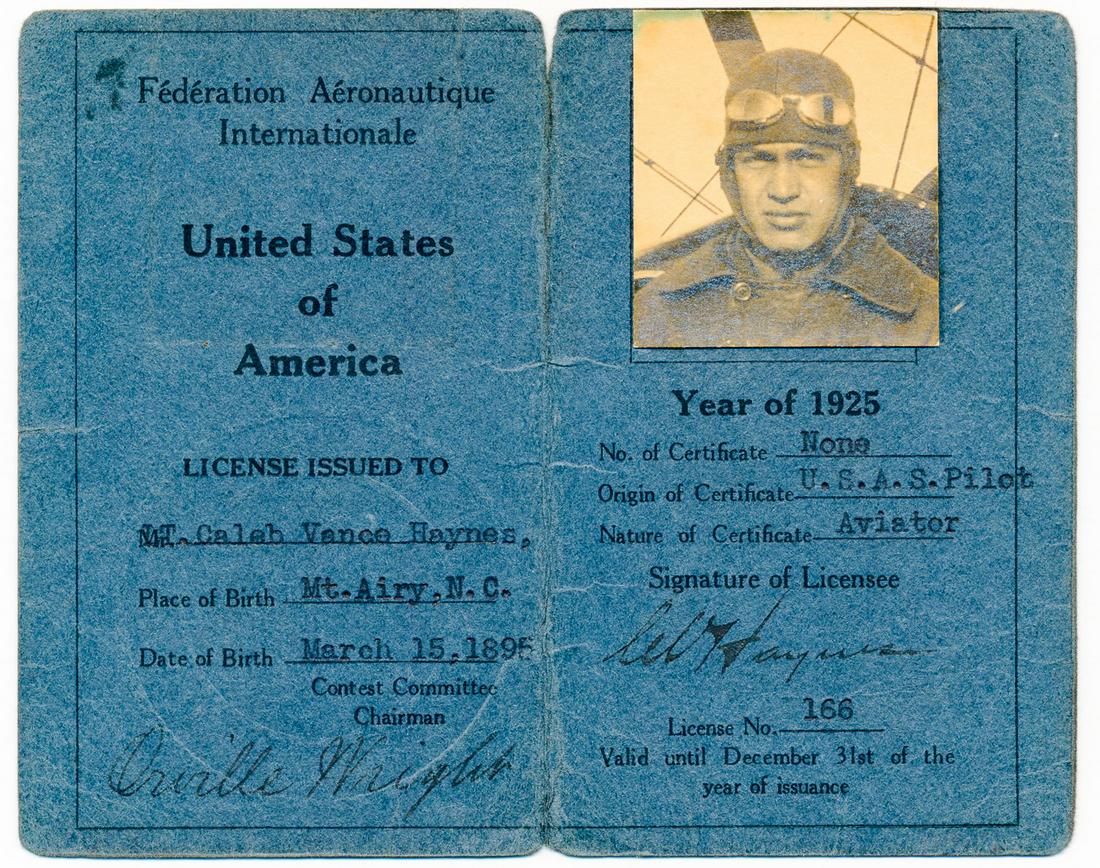 Fédération Aéronautique
Internationale
United States
of
America
LICENSE ISSUED TO
MT. Caleb Vance Haynes,
Place of Birth Mt.Airy,N.C.
Date of Birth March 15,1895
Contest Committee
Chairman
Orville Wright
Year of 1925
No. of Certificate None
Origin of Certificate U.S.A.S.Pilot
Nature of Certificate Aviator
Signature of Licensee
Haynes
License No. 166
Valid until December 31st of the
year of issuance